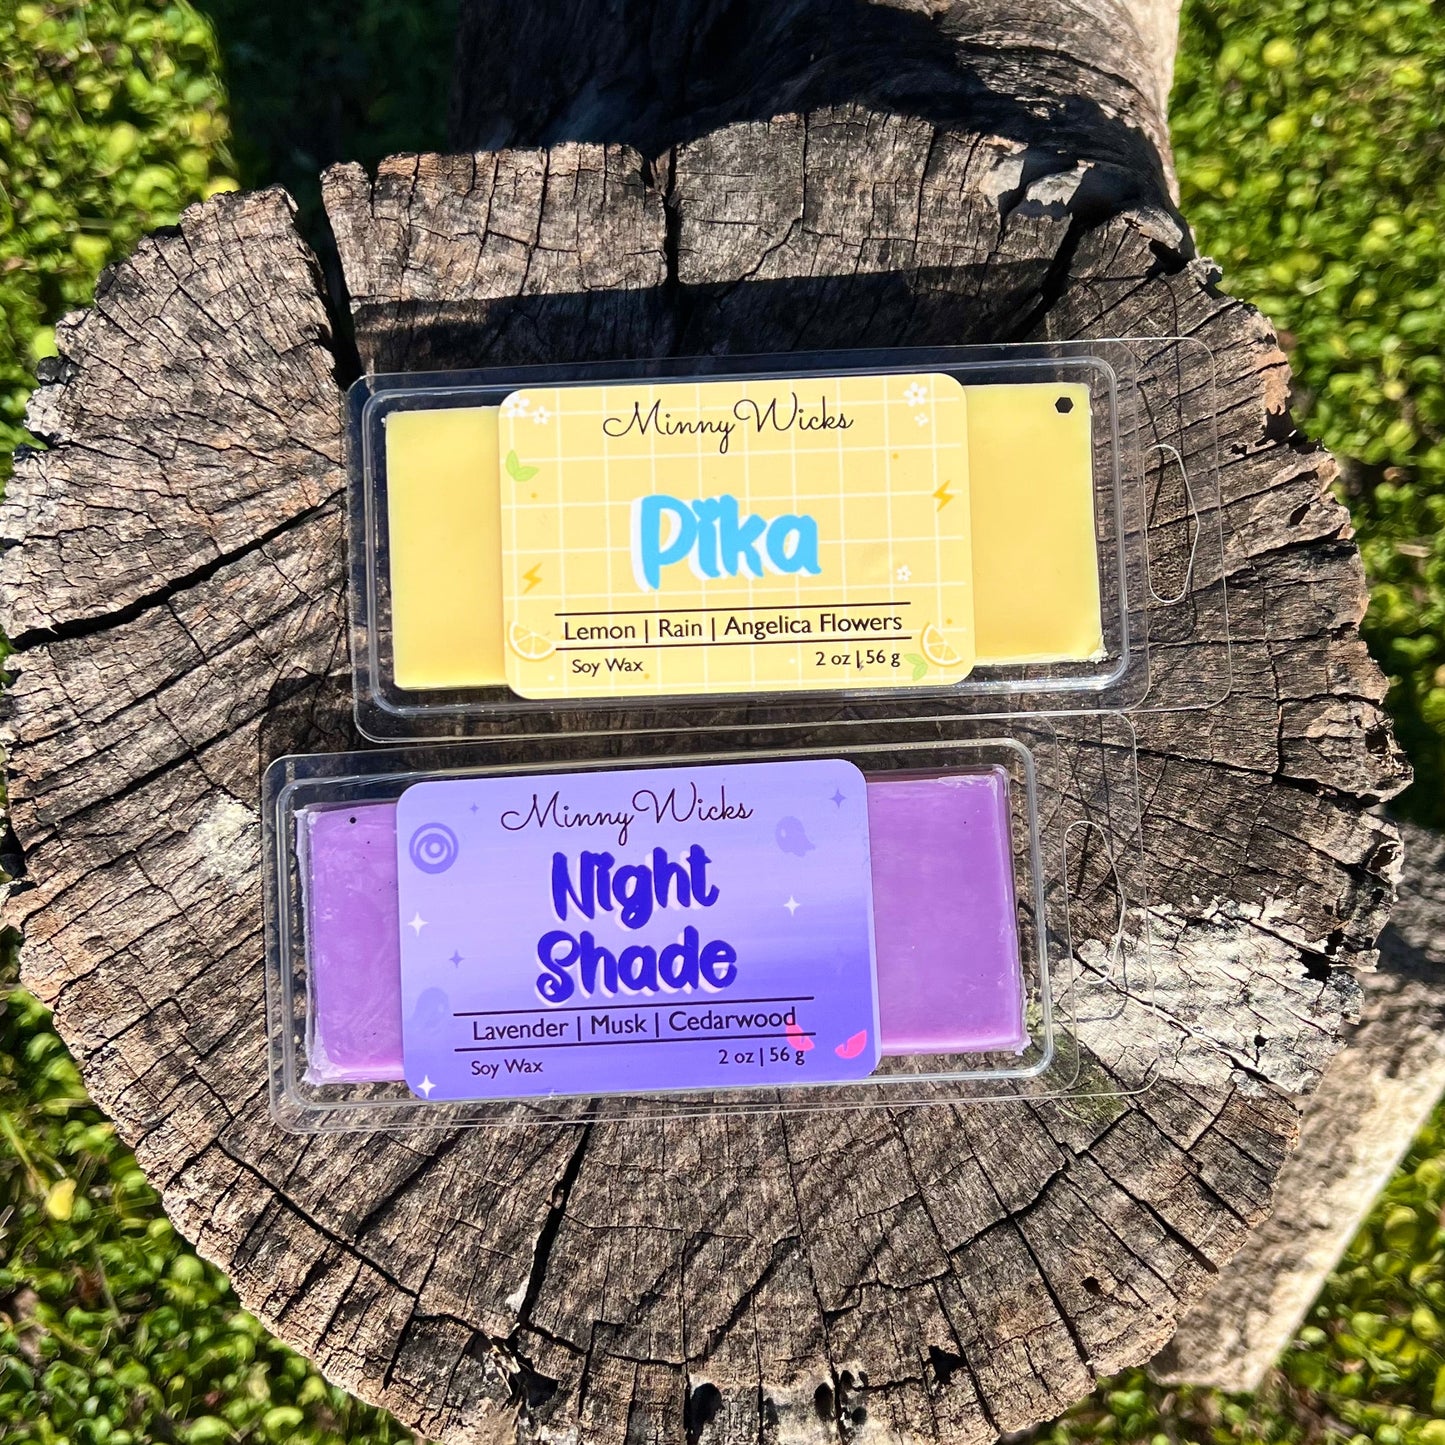 Minny Wicks
Pika
Lemon | Rain | Angelica Flowers
Soy Wax 2 oz | 56 g
Minny Wicks
Night
Shade
Lavender | Musk | Cedarwood
Soy Wax 2 oz | 56 g